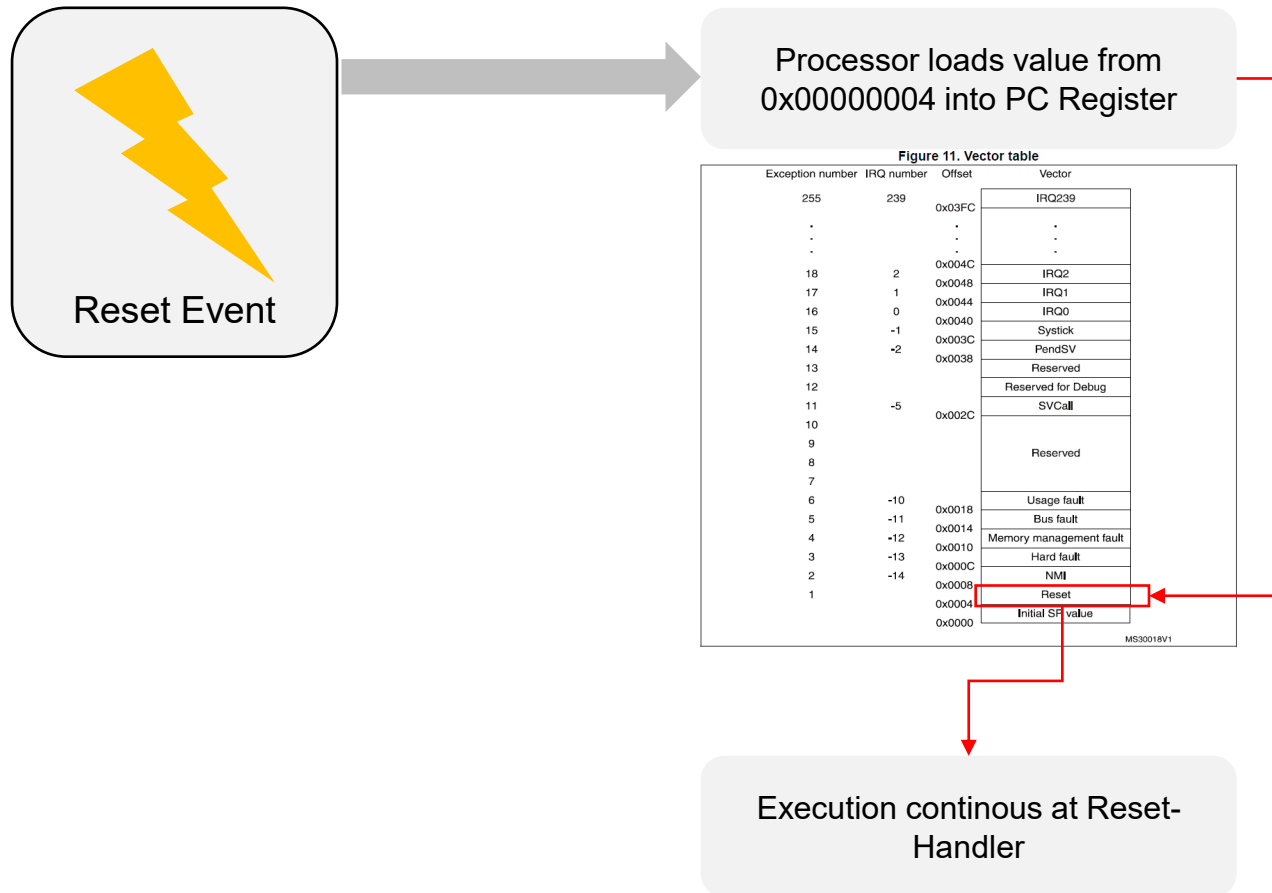 Reset Event
Processor loads value from
0x00000004 into PC Register
Figure 11. Vector table
Exception number IRQ number Offset Vector
255 239 IRQ239
0x03FC
. . .
. . .
. . .
0x004C
18 2 IRQ2
0x0048
17 1 IRQ1
0x0044
16 0 IRQ0
0x0040
15 -1 Systick
0x003C
14 -2 PendSV
0x0038
13 Reserved
12 Reserved for Debug
11 -5 SVCall
0x002C
10
9
Reserved
8
7
6 -10 Usage fault
0x0018
5 -11 Bus fault
0x0014
4 -12 Memory management fault
0x0010
3 -13 Hard fault
0x000C
2 -14 NMI
0x0008
1 Reset
0x0004
Initial SP value
0x0000
MS30018V1
Execution continous at Reset-
Handler